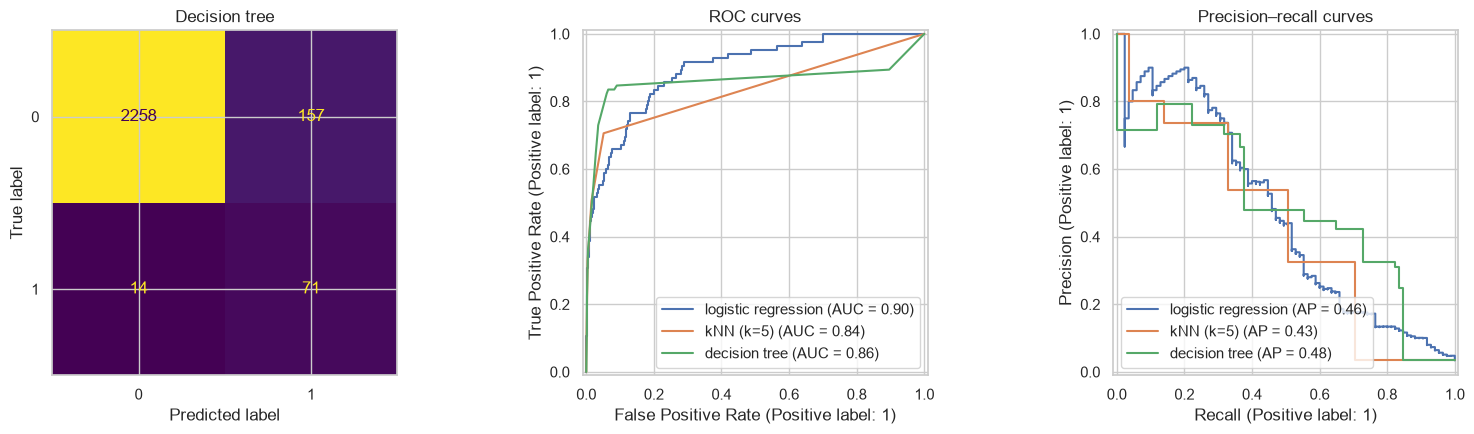 Decision tree
2258
157
14
71
0
1
0
1
True label
Predicted label
ROC curves
1.0
0.8
0.6
0.4
0.2
0.0
0.0
0.2
0.4
0.6
0.8
1.0
True Positive Rate (Positive label: 1)
False Positive Rate (Positive label: 1)
logistic regression (AUC = 0.90)
kNN (k=5) (AUC = 0.84)
decision tree (AUC = 0.86)
Precision–recall curves
1.0
0.8
0.6
0.4
0.2
0.0
0.0
0.2
0.4
0.6
0.8
1.0
Precision (Positive label: 1)
Recall (Positive label: 1)
logistic regression (AP = 0.46)
kNN (k=5) (AP = 0.43)
decision tree (AP = 0.48)